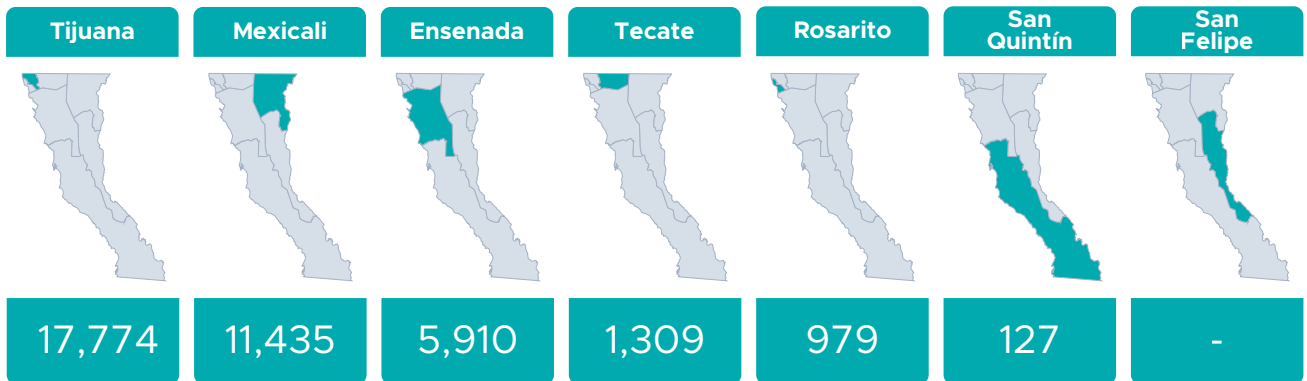 Tijuana
Mexicali
Ensenada
Tecate
Rosarito
San
Quintín
San
Felipe
17,774
11,435
5,910
1,309
979
127
-